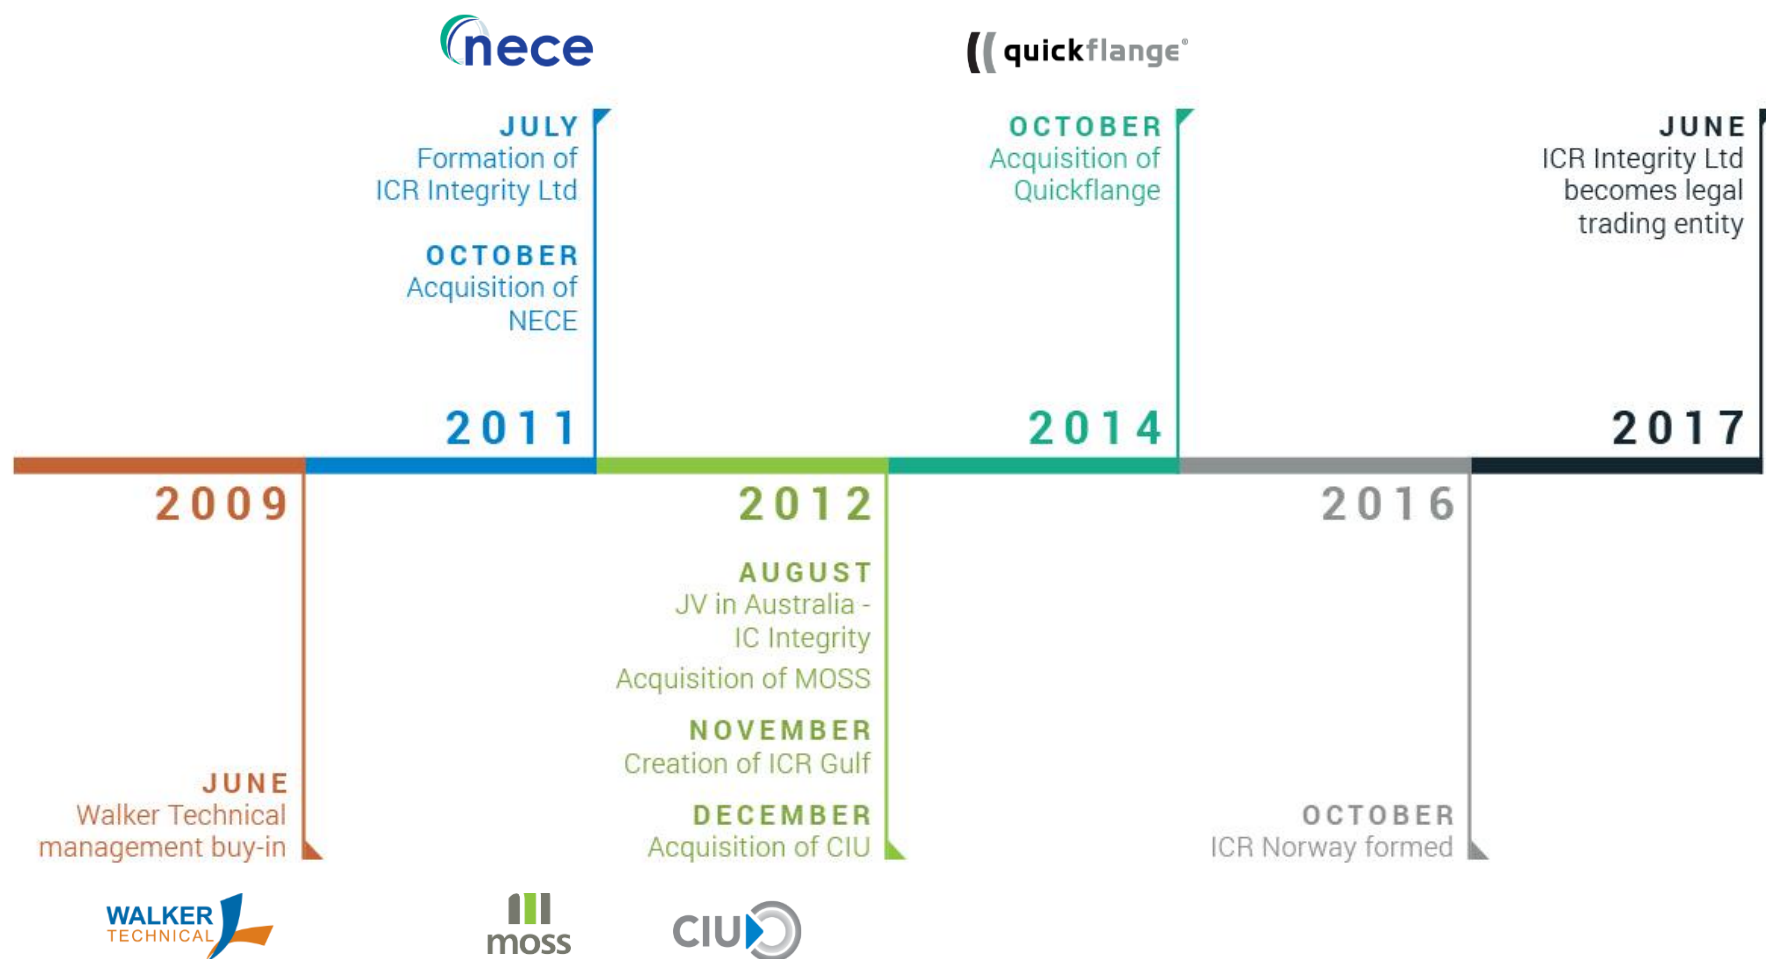 nece
quickflange®
JULY
Formation of
ICR Integrity Ltd
OCTOBER
Acquisition of
NECE
2011
OCTOBER
Acquisition of
Quickflange
2014
JUNE
ICR Integrity Ltd
becomes legal
trading entity
2017
2009
JUNE
Walker Technical
management buy-in
2012
AUGUST
JV in Australia -
IC Integrity
Acquisition of MOSS
NOVEMBER
Creation of ICR Gulf
DECEMBER
Acquisition of CIU
2016
OCTOBER
ICR Norway formed
WALKER
TECHNICAL
moss
CIU